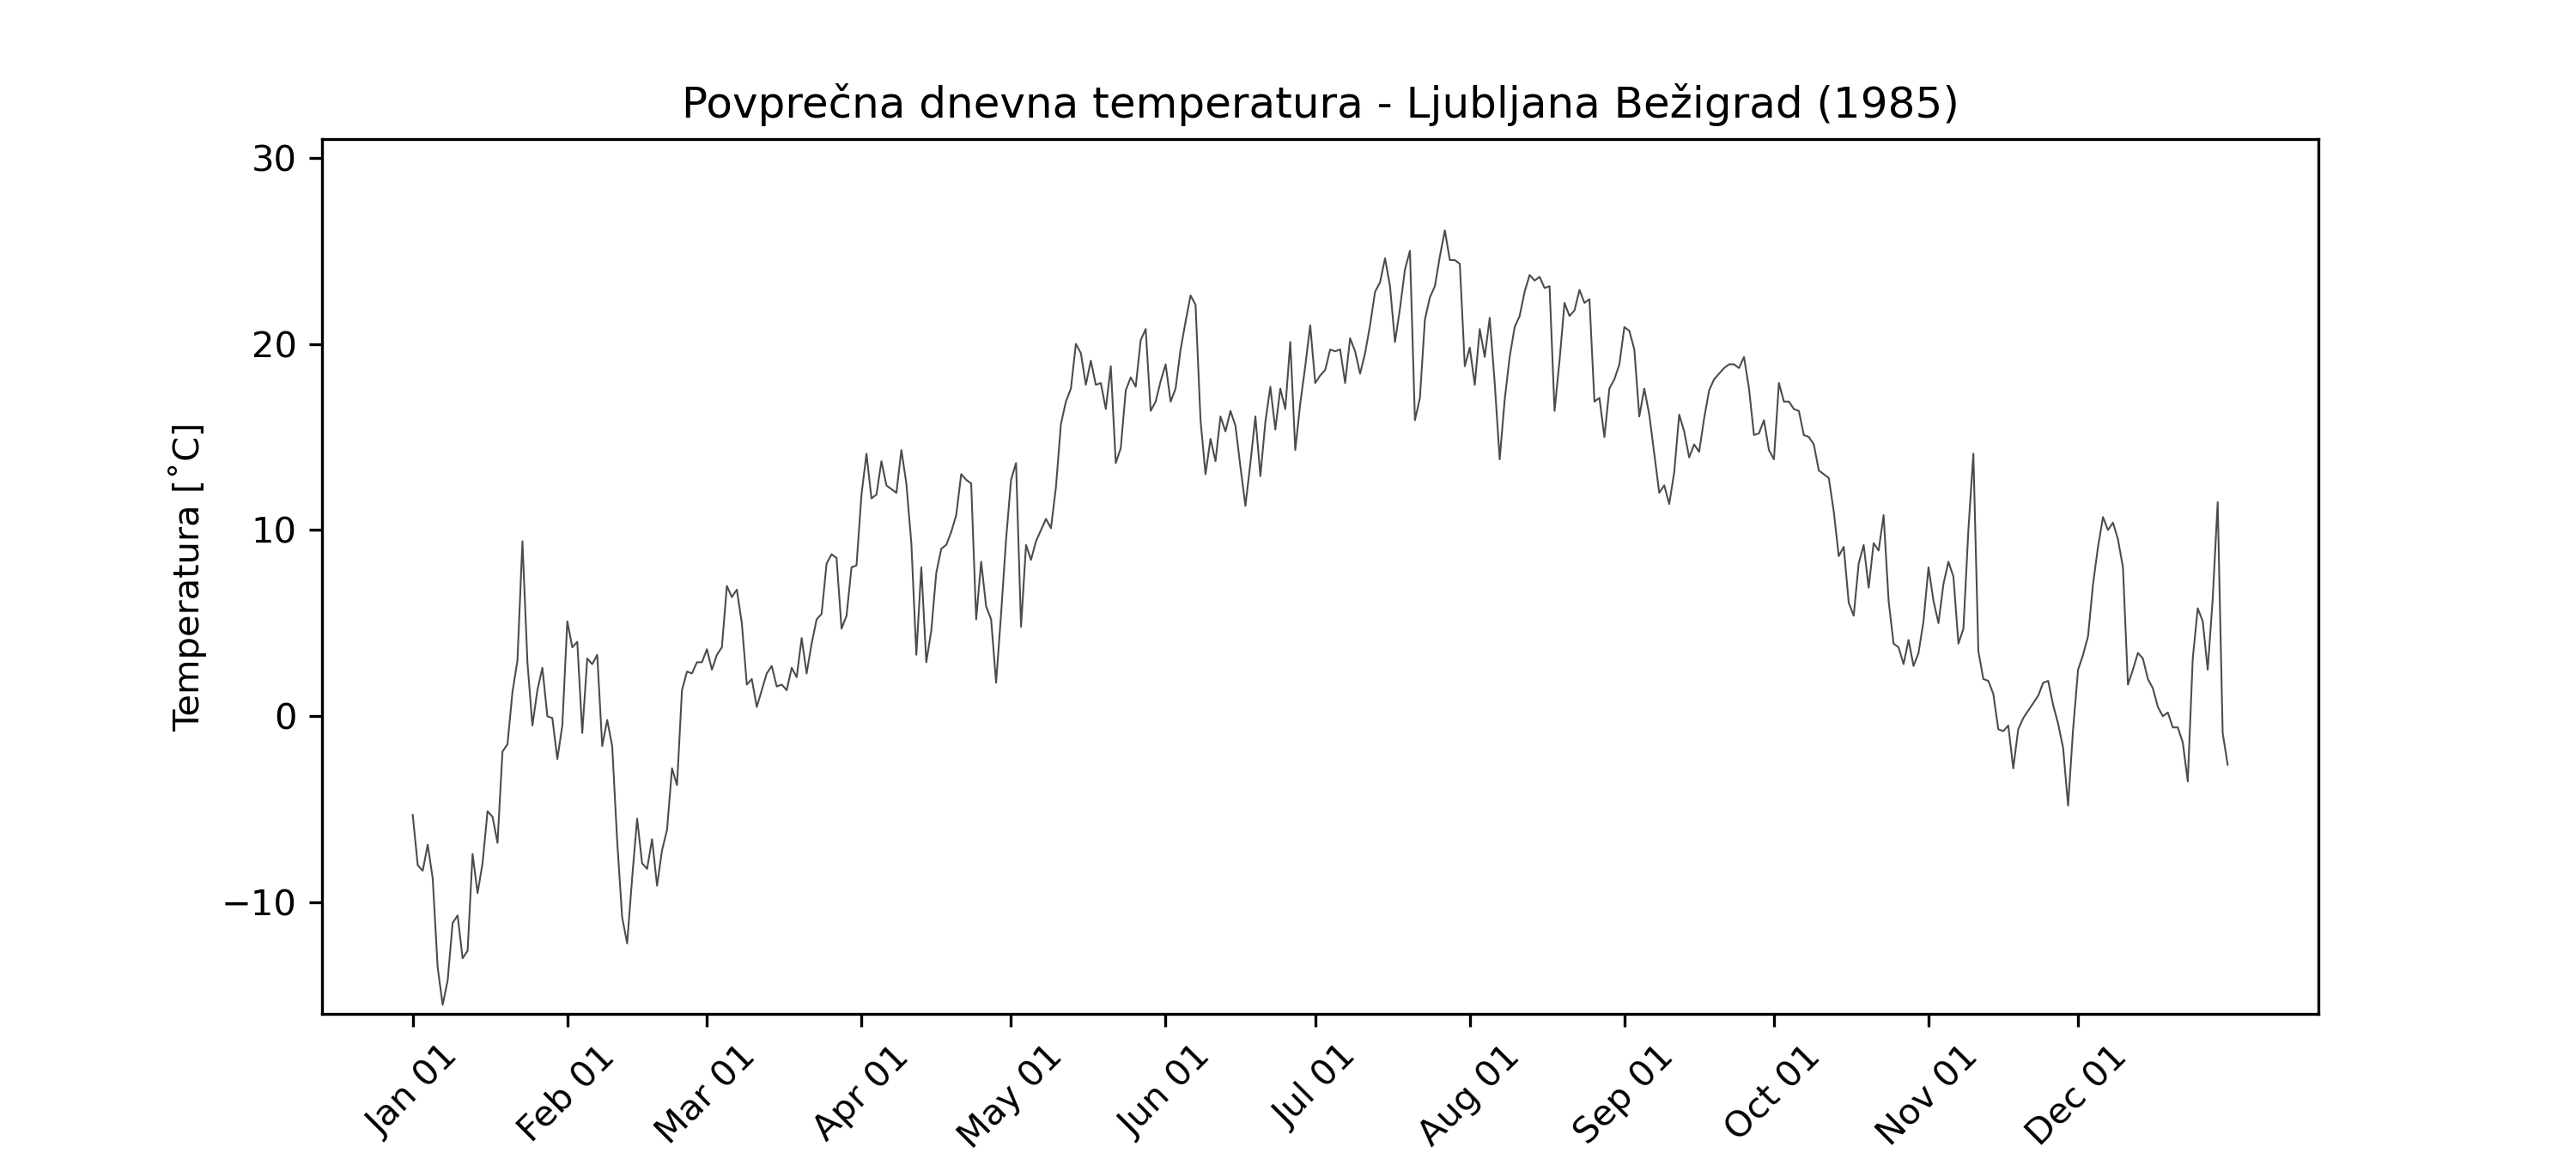 Povprečna dnevna temperatura - Ljubljana Bežigrad (1985)
Temperatura [°C]
30
20
10
0
−10
Jan 01
Feb 01
Mar 01
Apr 01
May 01
Jun 01
Jul 01
Aug 01
Sep 01
Oct 01
Nov 01
Dec 01